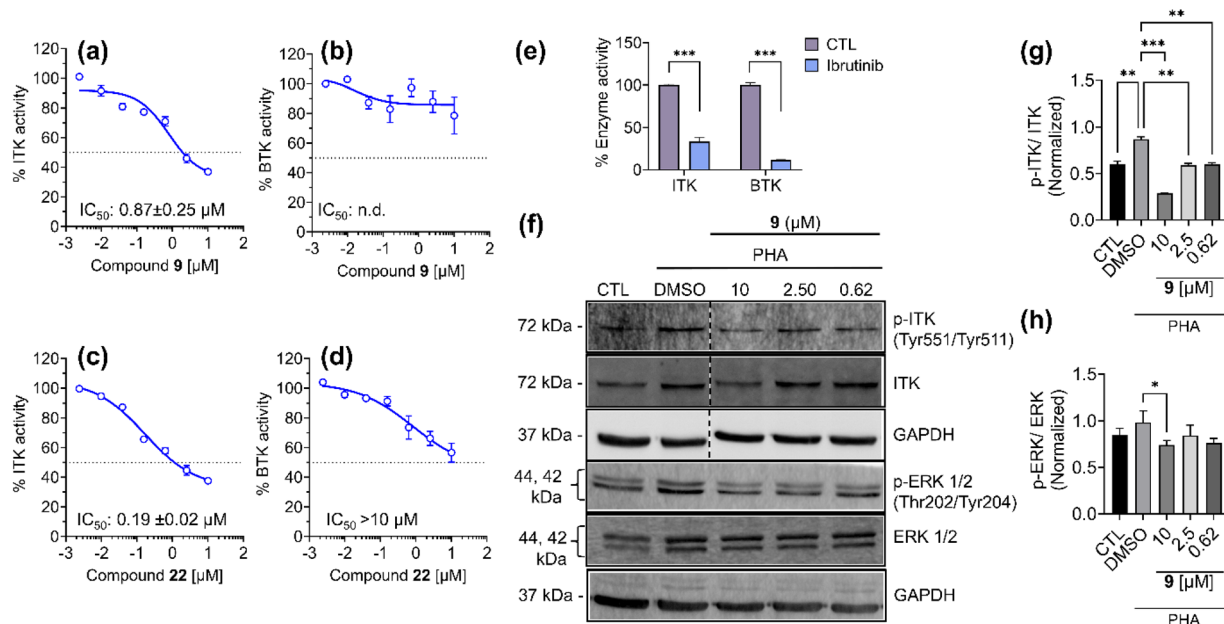 (a)
% ITK activity
120
100
80
60
40
20
0
IC50: 0.87±0.25 µM
-3 -2 -1 0 1 2
Compound 9 [µM]
(b)
% BTK activity
120
100
80
60
40
20
0
IC50: n.d.
-3 -2 -1 0 1 2
Compound 9 [µM]
(c)
% ITK activity
120
100
80
60
40
20
0
IC50: 0.19 ±0.02 µM
-3 -2 -1 0 1 2
Compound 22 [µM]
(d)
% BTK activity
120
100
80
60
40
20
0
IC50 >10 µM
-3 -2 -1 0 1 2
Compound 22 [µM]
(e)
% Enzyme activity
150
100
50
0
*** ***
CTL
Ibrutinib
ITK BTK
(f)
9 (µM)
PHA
CTL DMSO 10 2.50 0.62
72 kDa - p-ITK
(Tyr551/Tyr511)
72 kDa - ITK
37 kDa - GAPDH
44, 42 kDa p-ERK 1/2
(Thr202/Tyr204)
44, 42 kDa ERK 1/2
37 kDa - GAPDH
(g)
p-ITK/ ITK
(Normalized)
1.5
1.0
0.5
0.0
**
***
** **
CTL DMSO 10 2.5 0.62
9 [µM]
PHA
(h)
p-ERK/ ERK
(Normalized)
1.5
1.0
0.5
0.0
*
CTL DMSO 10 2.5 0.62
9 [µM]
PHA